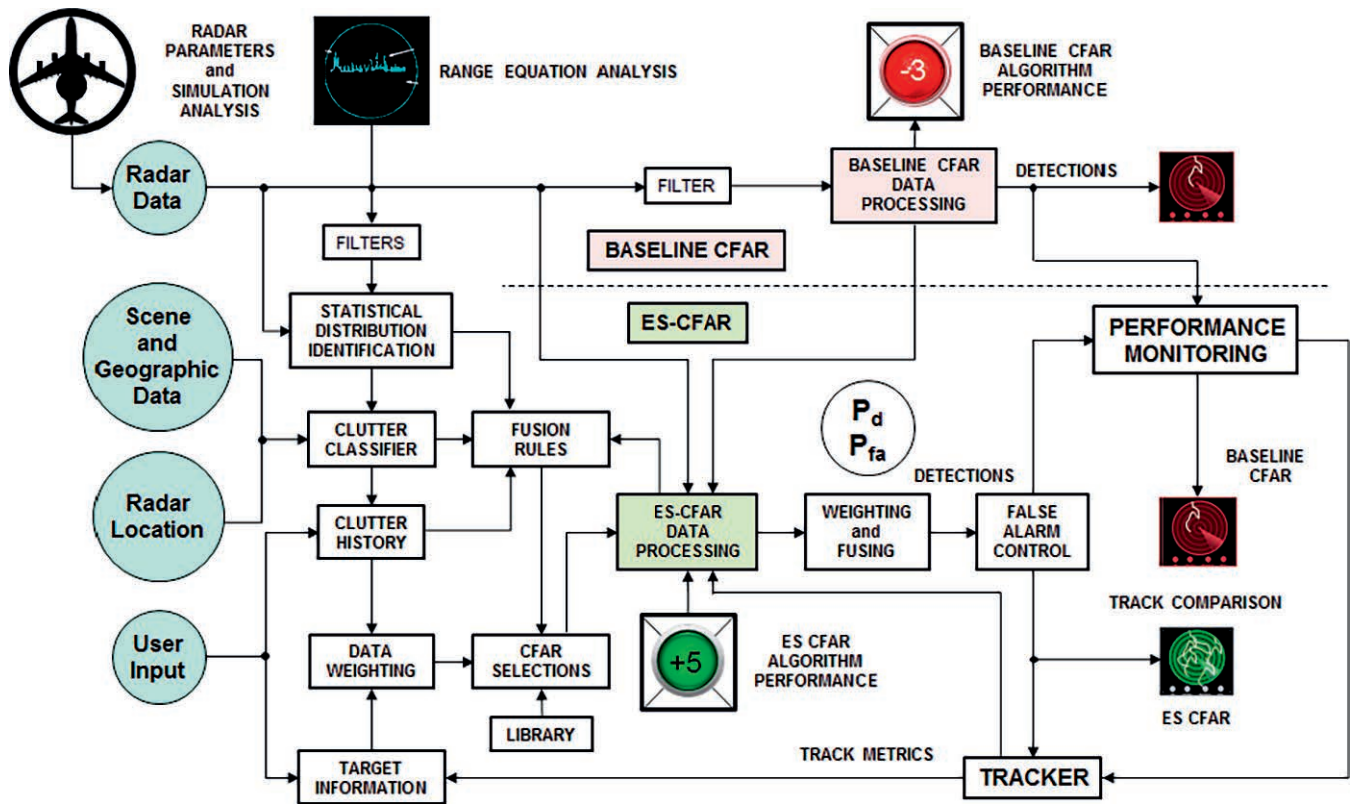 RADAR
PARAMETERS
and
SIMULATION
ANALYSIS
RANGE EQUATION ANALYSIS
-3
BASELINE CFAR
ALGORITHM
PERFORMANCE
Radar
Data
FILTER
BASELINE CFAR
DATA
PROCESSING
DETECTIONS
FILTERS
BASELINE CFAR
ES-CFAR
Scene
and
Geographic
Data
STATISTICAL
DISTRIBUTION
IDENTIFICATION
PERFORMANCE
MONITORING
CLUTTER
CLASSIFIER
FUSION
RULES
Pd
Pfa
DETECTIONS
BASELINE
CFAR
Radar
Location
CLUTTER
HISTORY
ES-CFAR
DATA
PROCESSING
WEIGHTING
and
FUSING
FALSE
ALARM
CONTROL
TRACK COMPARISON
User
Input
DATA
WEIGHTING
CFAR
SELECTIONS
+5
ES CFAR
ALGORITHM
PERFORMANCE
ES CFAR
LIBRARY
TARGET
INFORMATION
TRACK METRICS
TRACKER